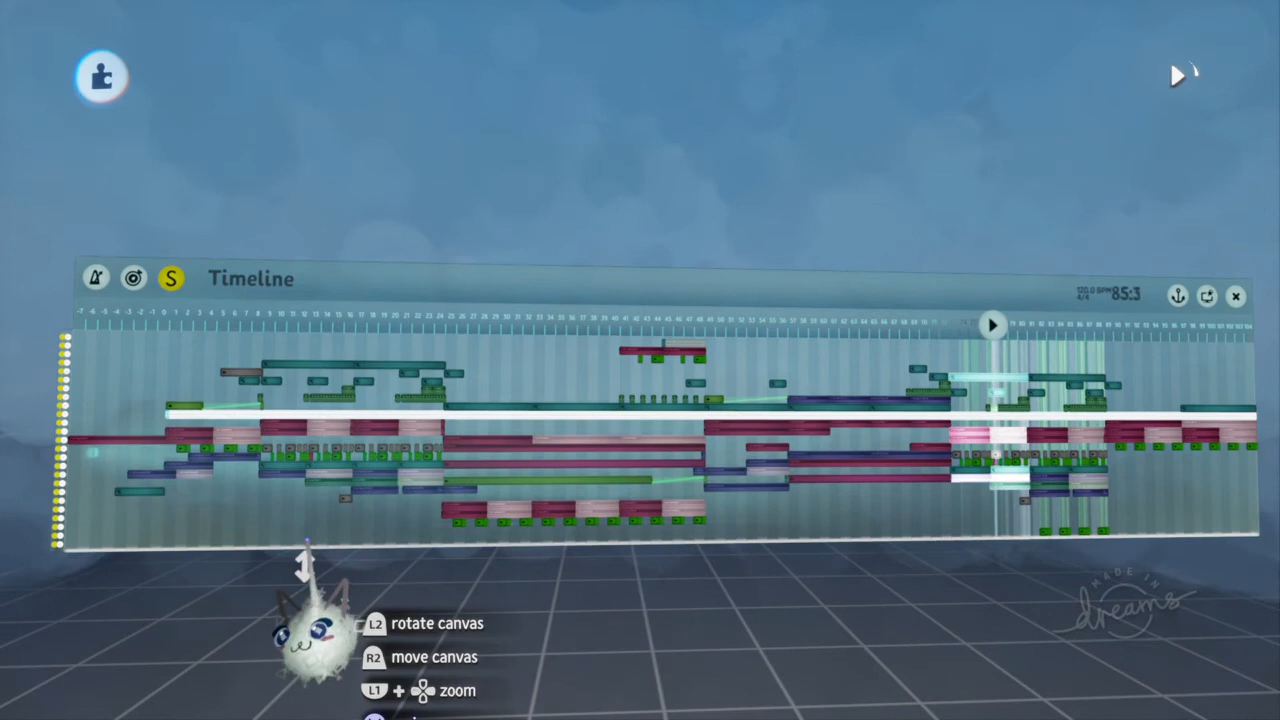 S Timeline
120.0 BPM
4/4
85:3
L2 rotate canvas
R2 move canvas
L1 + zoom
MADE IN
dreams